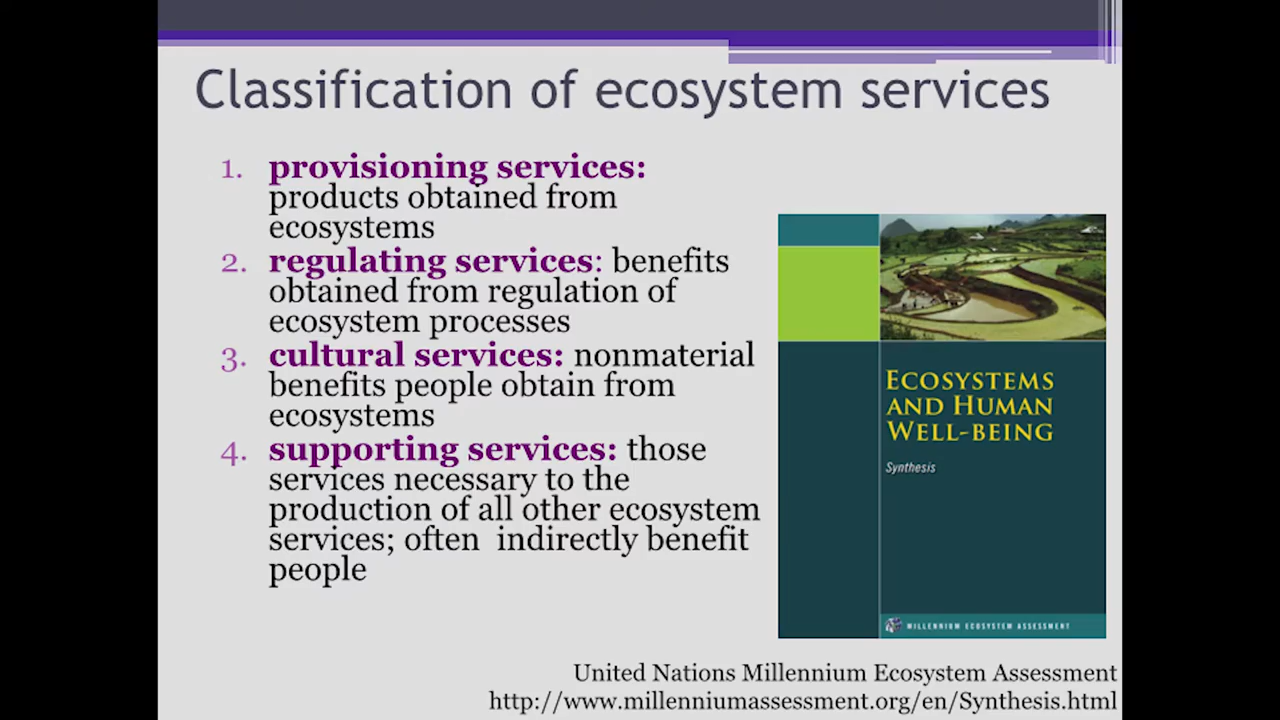 Classification of ecosystem services
1. provisioning services:
products obtained from
ecosystems
2. regulating services: benefits
obtained from regulation of
ecosystem processes
3. cultural services: nonmaterial
benefits people obtain from
ecosystems
4. supporting services: those
services necessary to the
production of all other ecosystem
services; often indirectly benefit
people
ECOSYSTEMS
AND HUMAN
WELL-BEING
Synthesis
MILLENNIUM ECOSYSTEM ASSESSMENT
United Nations Millennium Ecosystem Assessment
http://www.millenniumassessment.org/en/Synthesis.html